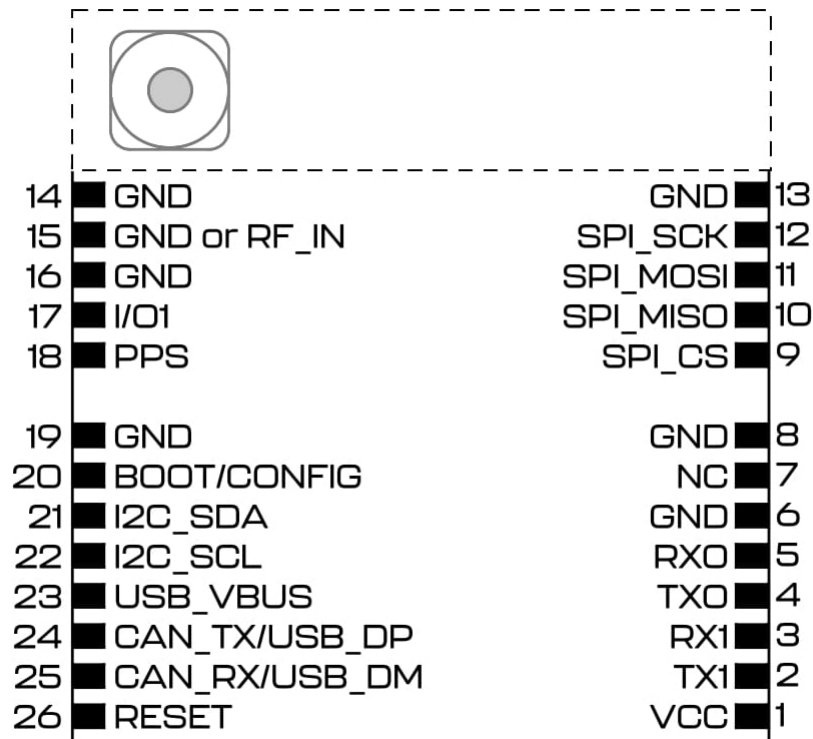 14 GND GND 13
15 GND or RF_IN SPI_SCK 12
16 GND SPI_MOSI 11
17 I/O1 SPI_MISO 10
18 PPS SPI_CS 9
19 GND GND 8
20 BOOT/CONFIG NC 7
21 I2C_SDA GND 6
22 I2C_SCL RX0 5
23 USB_VBUS TX0 4
24 CAN_TX/USB_DP RX1 3
25 CAN_RX/USB_DM TX1 2
26 RESET VCC 1